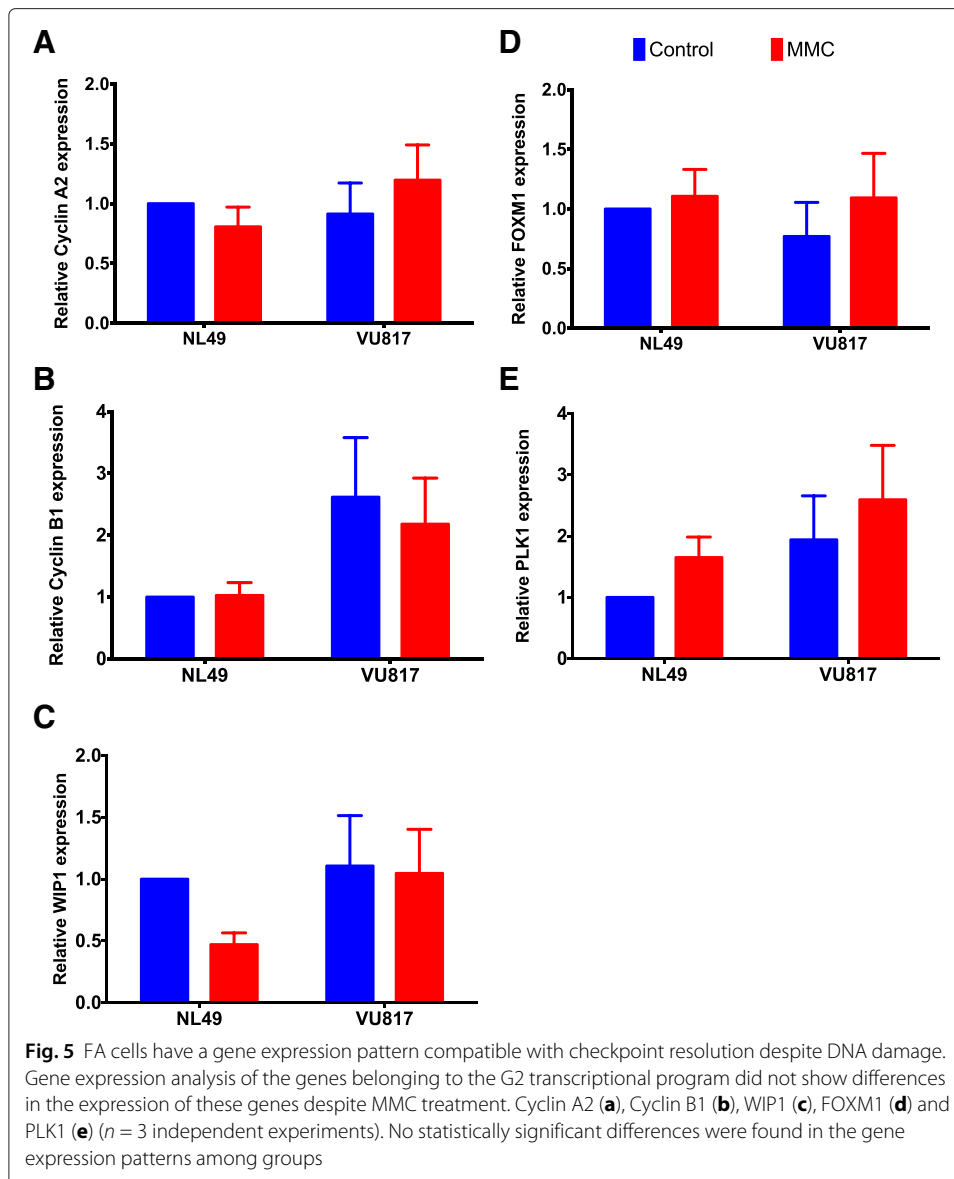 A
Relative Cyclin A2 expression
2.0
1.5
1.0
0.5
0.0
NL49 VU817
D
Control MMC
Relative FOXM1 expression
2.0
1.5
1.0
0.5
0.0
NL49 VU817
B
Relative Cyclin B1 expression
4
3
2
1
0
NL49 VU817
E
Relative PLK1 expression
4
3
2
1
0
NL49 VU817
C
Relative WIP1 expression
2.0
1.5
1.0
0.5
0.0
NL49 VU817
Fig. 5 FA cells have a gene expression pattern compatible with checkpoint resolution despite DNA damage.
Gene expression analysis of the genes belonging to the G2 transcriptional program did not show differences
in the expression of these genes despite MMC treatment. Cyclin A2 (a), Cyclin B1 (b), WIP1 (c), FOXM1 (d) and
PLK1 (e) (n = 3 independent experiments). No statistically significant differences were found in the gene
expression patterns among groups